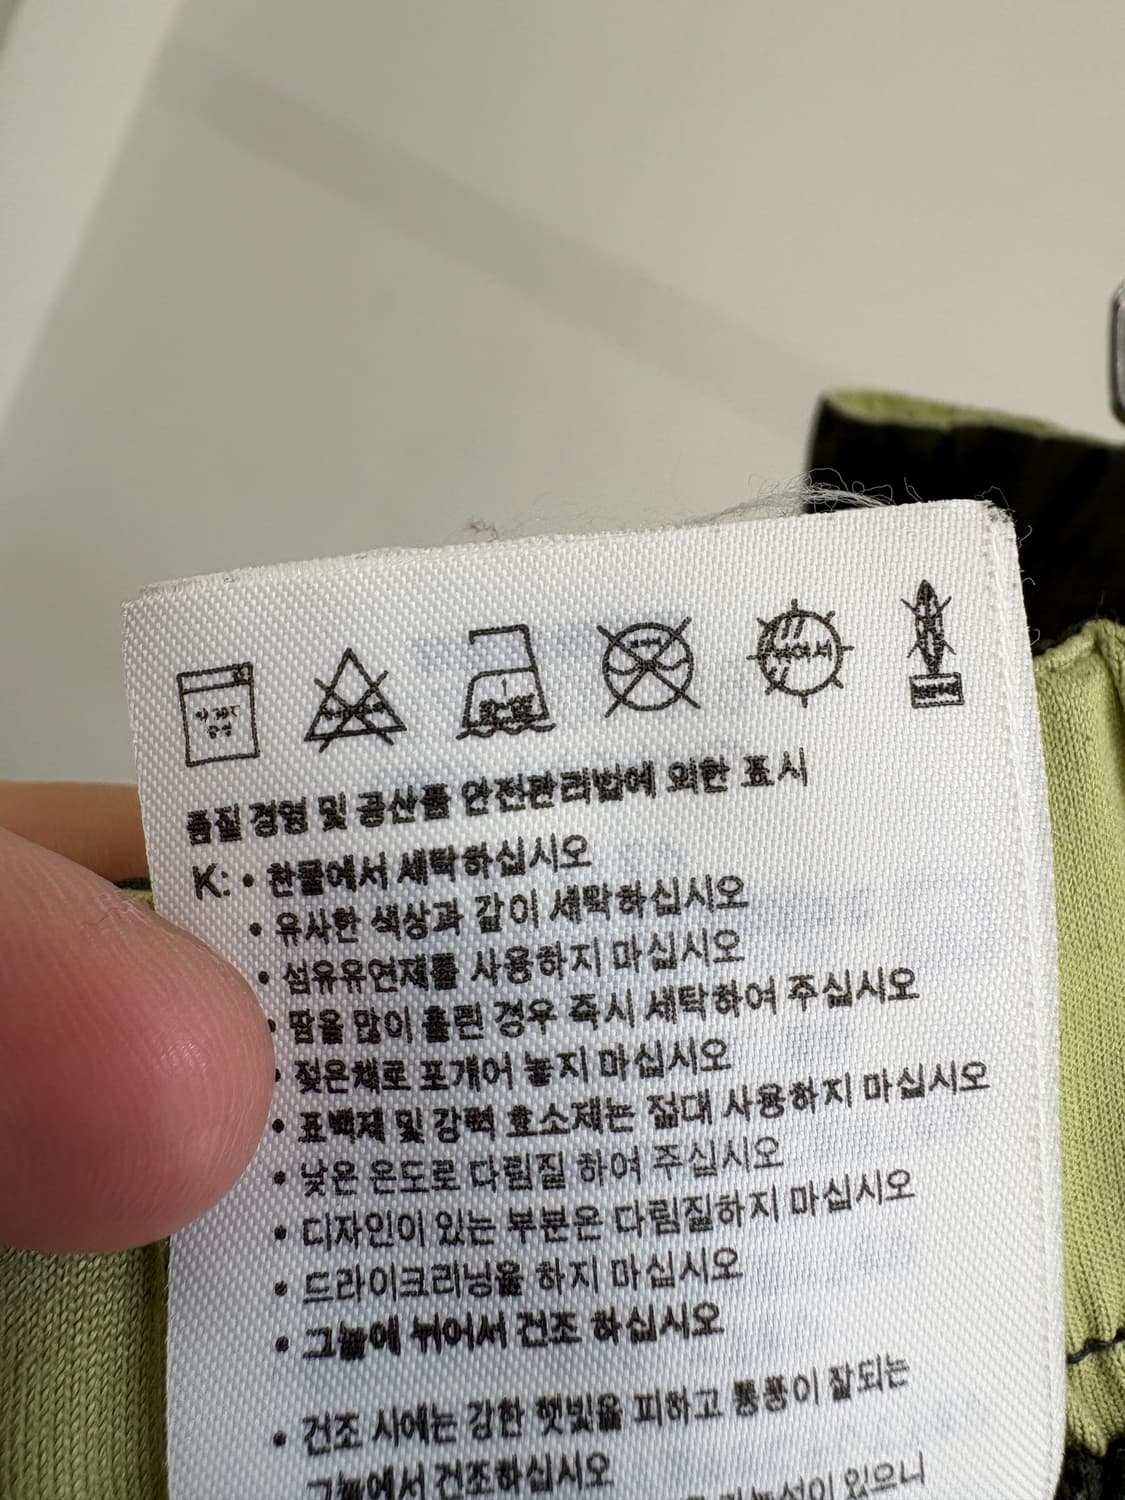 뉘어서
품질 경영 및 공산품 안전관리법에 의한 표시
K: • 찬물에서 세탁하십시오
• 유사한 색상과 같이 세탁하십시오
• 섬유유연제를 사용하지 마십시오
• 땀을 많이 흘린 경우 즉시 세탁하여 주십시오
• 젖은채로 포개어 놓지 마십시오
• 표백제 및 강력 효소제는 절대 사용하지 마십시오
• 낮은 온도로 다림질 하여 주십시오
• 디자인이 있는 부분은 다림질하지 마십시오
• 드라이크리닝을 하지 마십시오
• 그늘에 뉘어서 건조 하십시오
• 건조 시에는 강한 햇빛을 피하고 통풍이 잘되는
그늘에서 건조하십시오
있으니